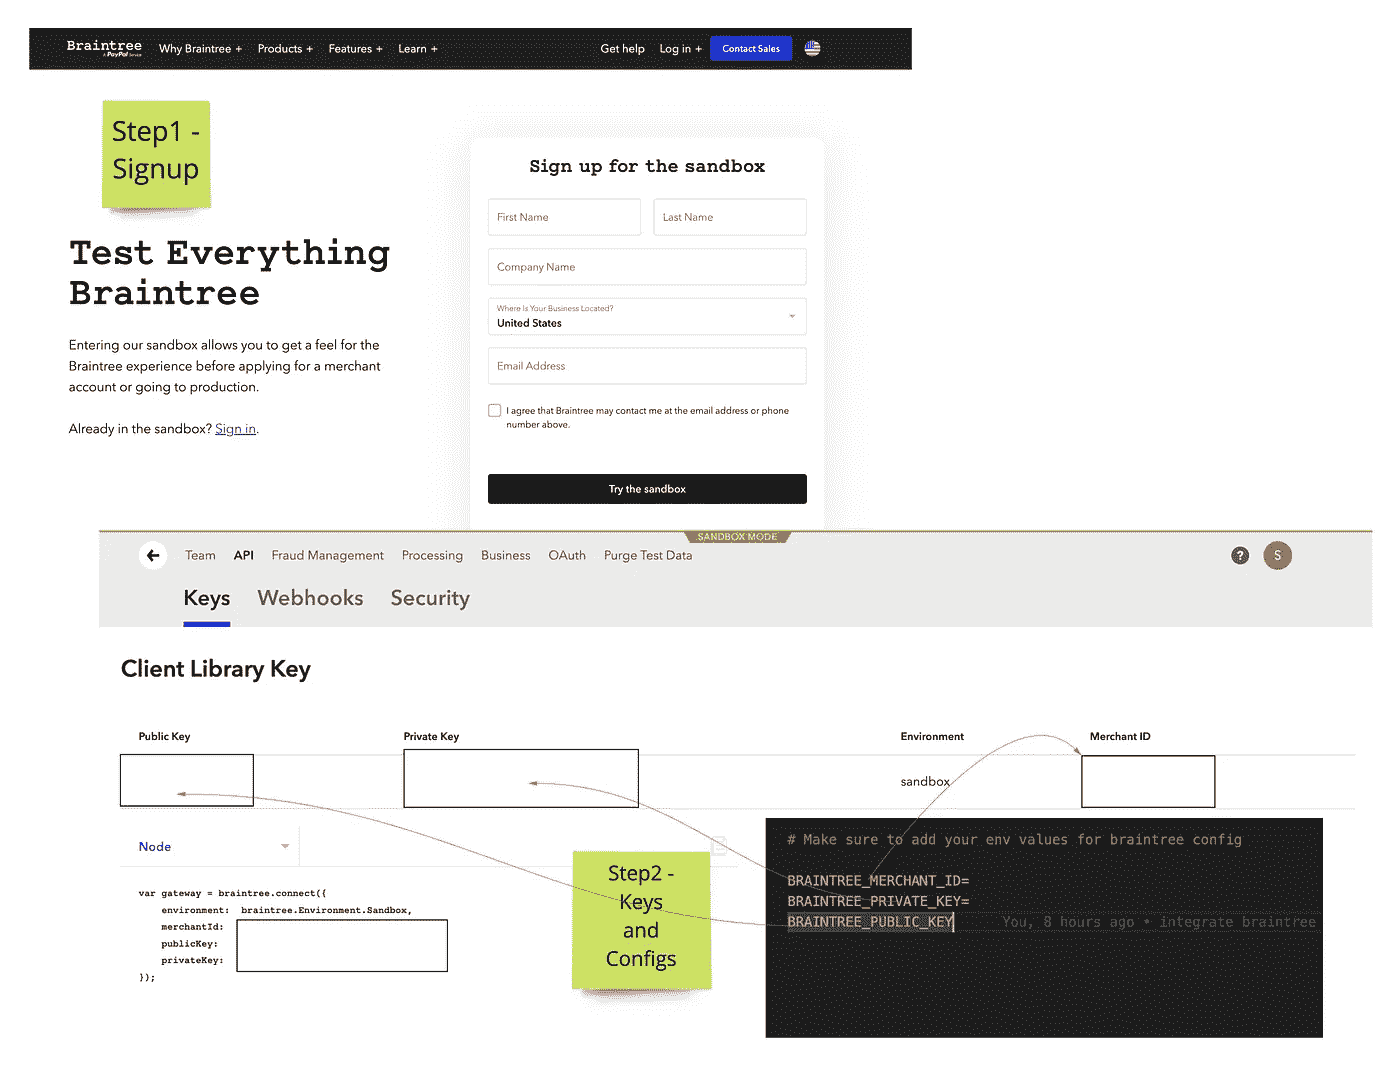 Braintree
A PayPal Service
Why Braintree +
Products +
Features +
Learn +
Get help
Log in +
Contact Sales
Step1 -
Signup
Test Everything
Braintree
Entering our sandbox allows you to get a feel for the
Braintree experience before applying for a merchant
account or going to production.
Already in the sandbox? Sign in.
Sign up for the sandbox
First Name
Last Name
Company Name
Where Is Your Business Located?
United States
Email Address
I agree that Braintree may contact me at the email address or phone
number above.
Try the sandbox
SANDBOX MODE
Team
API
Fraud Management
Processing
Business
OAuth
Purge Test Data
?
S
Keys
Webhooks
Security
Client Library Key
Public Key
Private Key
Environment
Merchant ID
sandbox
Node
var gateway = braintree.connect({
environment: braintree.Environment.Sandbox,
merchantId:
publicKey:
privateKey:
});
Step2 -
Keys
and
Configs
# Make sure to add your env values for braintree config
BRAINTREE_MERCHANT_ID=
BRAINTREE_PRIVATE_KEY=
BRAINTREE_PUBLIC_KEY
You, 8 hours ago • integrate braintree